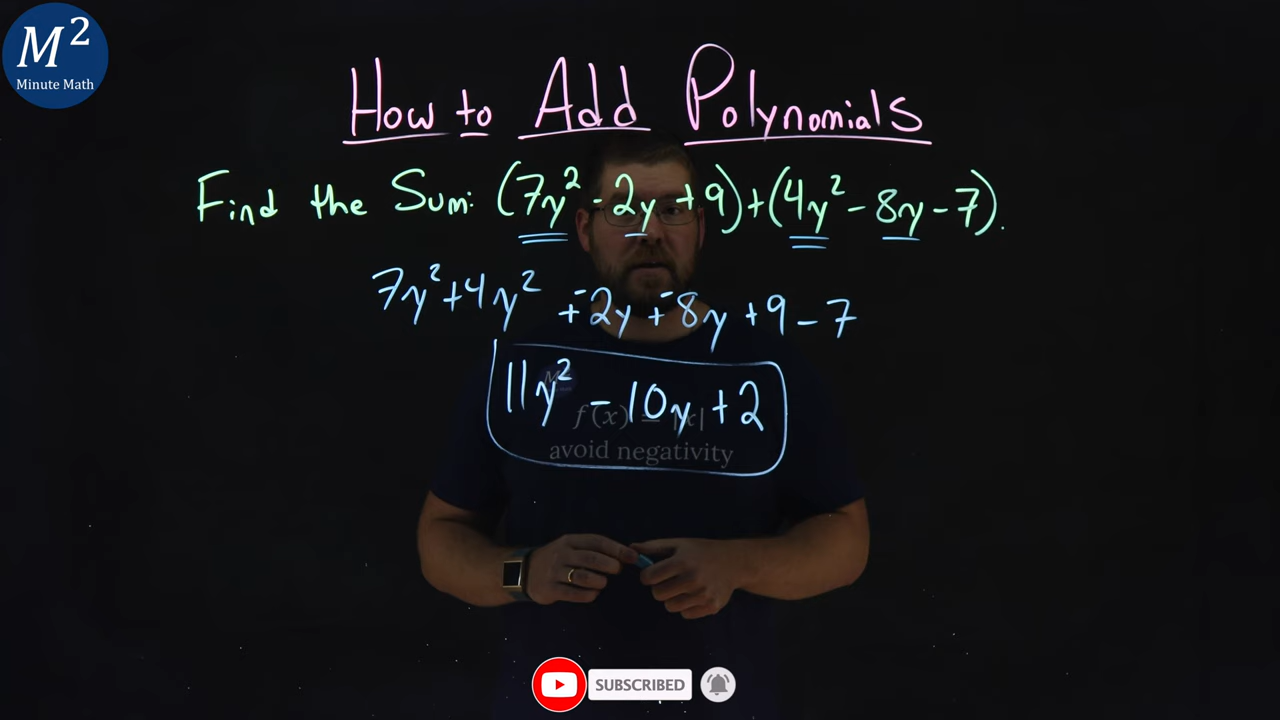 M²
Minute Math
How to Add Polynomials
Find the Sum: (7y² - 2y + 9) + (4y² - 8y - 7).
7y² + 4y² + -2y + -8y + 9 - 7
11y² - 10y + 2
avoid negativity
SUBSCRIBED